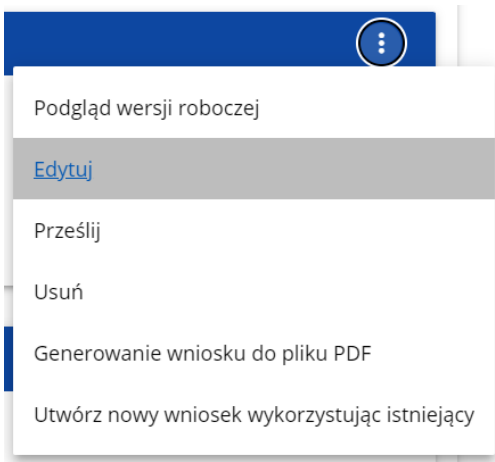 Podgląd wersji roboczej
Edytuj
Prześlij
Usuń
Generowanie wniosku do pliku PDF
Utwórz nowy wniosek wykorzystując istniejący